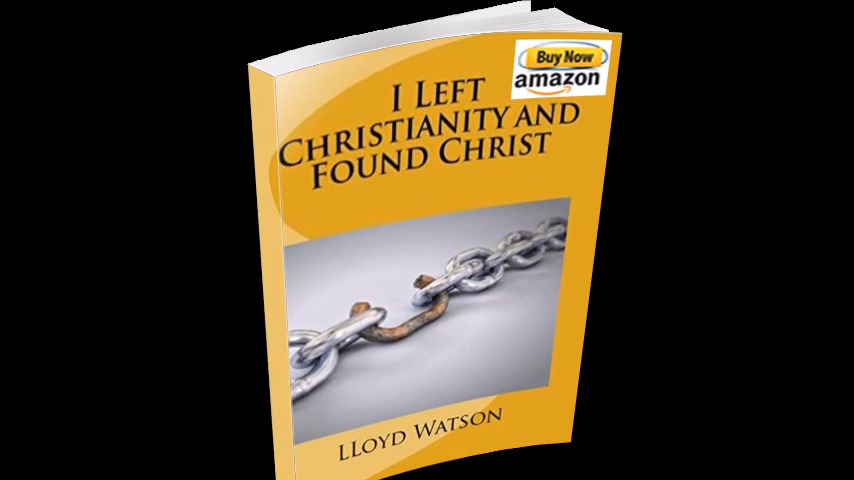 Buy Now
amazon
I LEFT
CHRISTIANITY AND
FOUND CHRIST
LLOYD WATSON